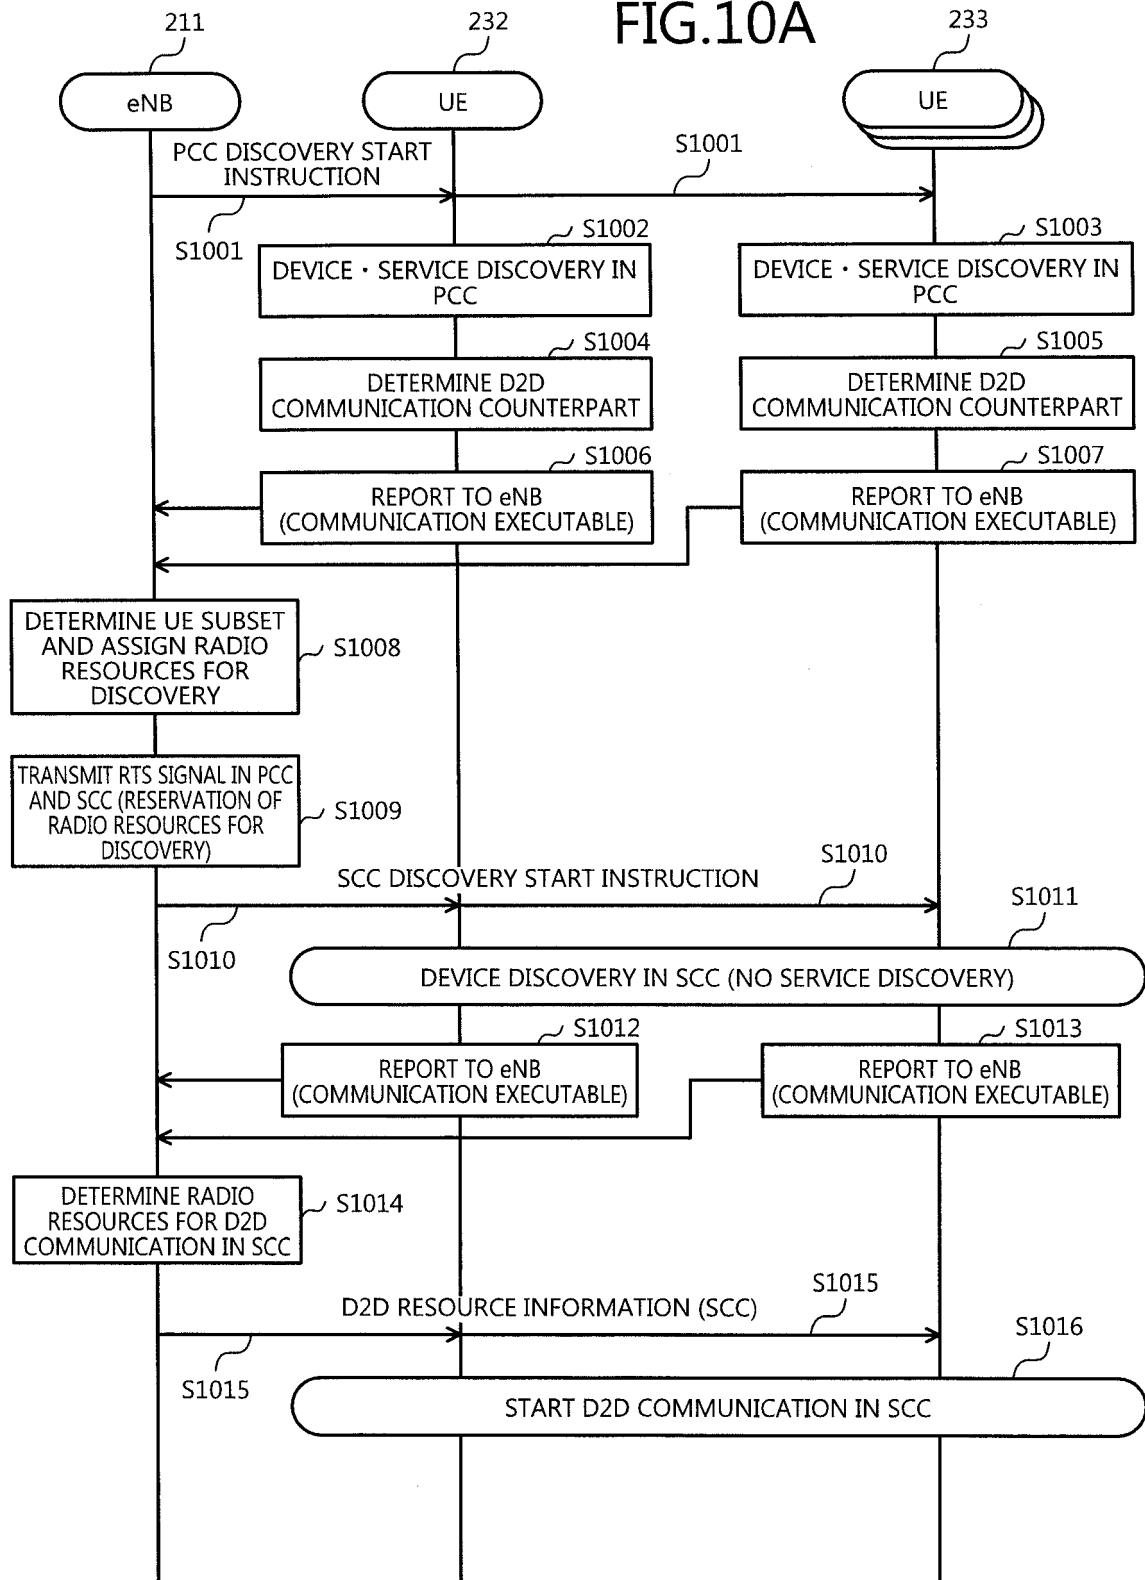 FIG.10A
211
232
233
eNB
UE
UE
PCC DISCOVERY START
INSTRUCTION
S1001
S1001
S1002
DEVICE・SERVICE DISCOVERY IN
PCC
S1003
DEVICE・SERVICE DISCOVERY IN
PCC
S1004
DETERMINE D2D
COMMUNICATION COUNTERPART
S1005
DETERMINE D2D
COMMUNICATION COUNTERPART
S1006
REPORT TO eNB
(COMMUNICATION EXECUTABLE)
S1007
REPORT TO eNB
(COMMUNICATION EXECUTABLE)
DETERMINE UE SUBSET
AND ASSIGN RADIO
RESOURCES FOR
DISCOVERY
S1008
TRANSMIT RTS SIGNAL IN PCC
AND SCC (RESERVATION OF
RADIO RESOURCES FOR
DISCOVERY)
S1009
SCC DISCOVERY START INSTRUCTION
S1010
S1010
S1011
DEVICE DISCOVERY IN SCC (NO SERVICE DISCOVERY)
S1012
REPORT TO eNB
(COMMUNICATION EXECUTABLE)
S1013
REPORT TO eNB
(COMMUNICATION EXECUTABLE)
DETERMINE RADIO
RESOURCES FOR D2D
COMMUNICATION IN SCC
S1014
D2D RESOURCE INFORMATION (SCC)
S1015
S1015
S1016
START D2D COMMUNICATION IN SCC